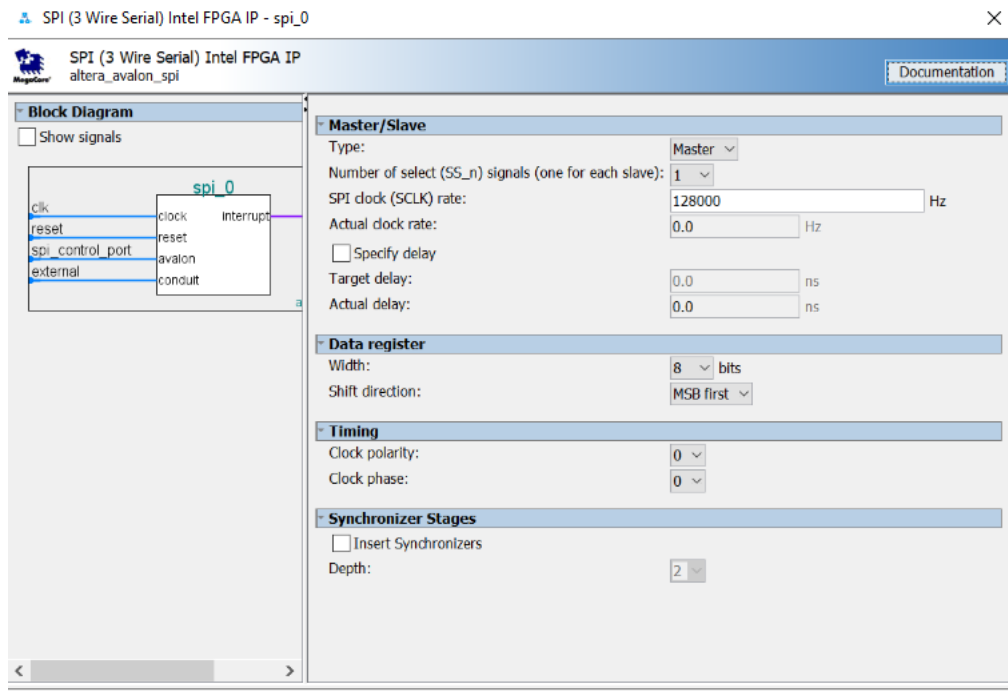 SPI (3 Wire Serial) Intel FPGA IP - spi_0
SPI (3 Wire Serial) Intel FPGA IP
altera_avalon_spi
MegaCore'
Documentation
Block Diagram
Show signals
spi_0
clk
clock
interrupt
reset
reset
spi_control_port
avalon
external
conduit
a
Master/Slave
Type: Master
Number of select (SS_n) signals (one for each slave): 1
SPI clock (SCLK) rate: 128000 Hz
Actual clock rate: 0.0 Hz
Specify delay
Target delay: 0.0 ns
Actual delay: 0.0 ns
Data register
Width: 8 bits
Shift direction: MSB first
Timing
Clock polarity: 0
Clock phase: 0
Synchronizer Stages
Insert Synchronizers
Depth: 2